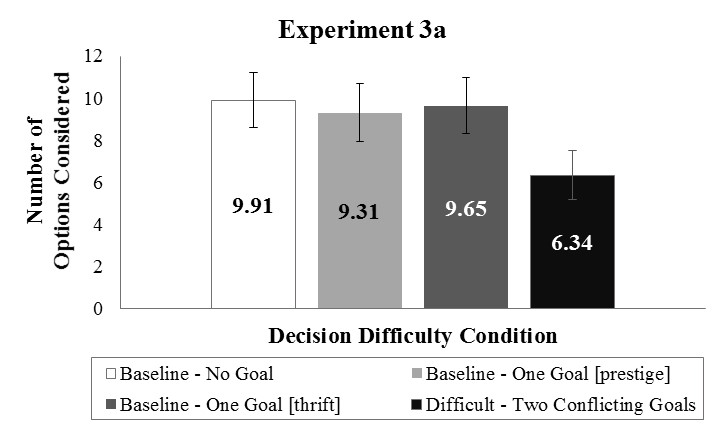 Experiment 3a
Number of
Options Considered
12
10
8
6
4
2
0
9.91
9.31
9.65
6.34
Decision Difficulty Condition
Baseline - No Goal
Baseline - One Goal [prestige]
Baseline - One Goal [thrift]
Difficult - Two Conflicting Goals